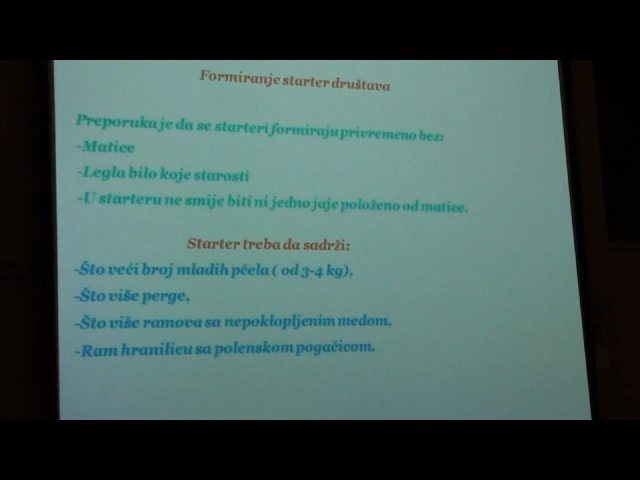 Formiranje starter društava
Preporuka je da se starteri formiraju privremeno bez:
-Matice
-Legla bilo koje starosti
-U starteru ne smije biti ni jedno jaje položeno od matice.
Starter treba da sadrži:
-Što veći broj mladih pčela ( od 3-4 kg),
-Što više perge,
-Što više ramova sa nepoklopljenim medom,
-Ram hranilicu sa polenskom pogačicom.